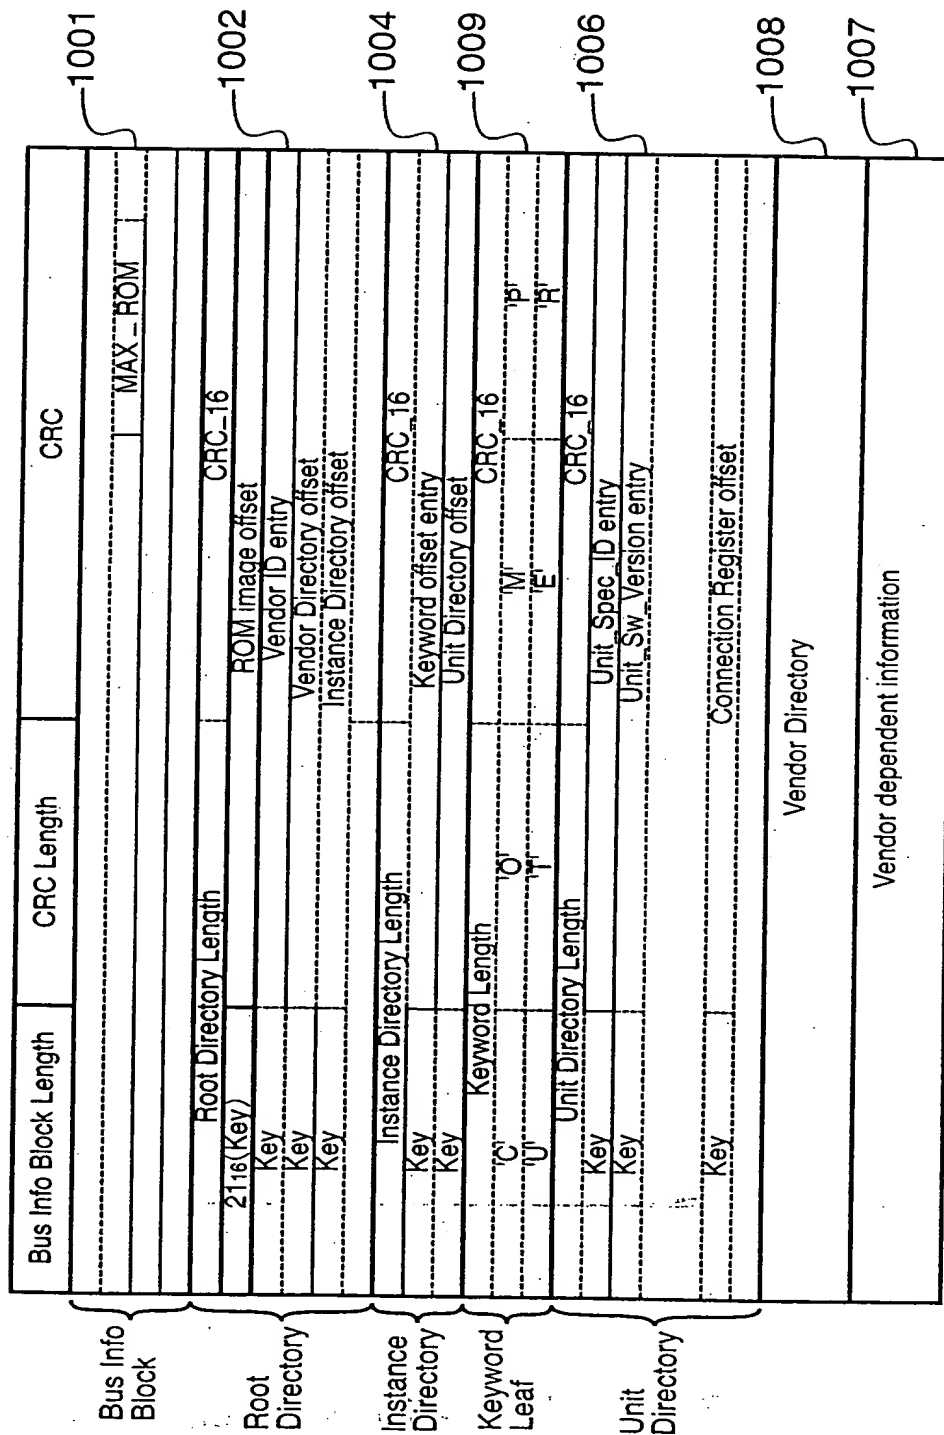 Bus Info Block Length CRC Length CRC
Bus Info
Block
MAX_ROM
1001
Root
Directory
Root Directory Length CRC_16
21₁₆(Key) ROM image offset
Key Vendor ID entry
Key Vendor Directory offset
Key Instance Directory offset
1002
Instance
Directory
Instance Directory Length CRC_16
Key Keyword offset entry
Key Unit Directory offset
1004
Keyword
Leaf
Keyword Length CRC_16
'C' 'O' 'M' 'P'
'U' 'T' 'E' 'R'
1009
Unit
Directory
Unit Directory Length CRC_16
Key Unit_Spec_ID entry
Key Unit_Sw_Version entry
Key Connection Register offset
1006
Vendor Directory
1008
Vendor dependent information
1007